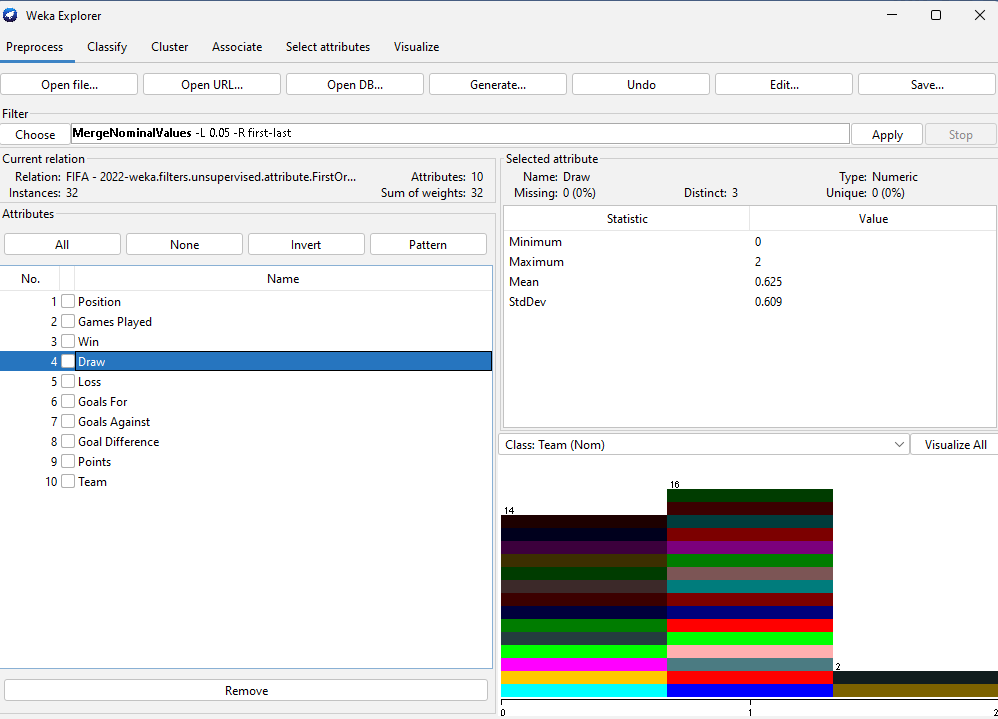 Weka Explorer
Preprocess Classify Cluster Associate Select attributes Visualize
Open file... Open URL... Open DB... Generate... Undo Edit... Save...
Filter
Choose MergeNominalValues -L 0.05 -R first-last Apply Stop
Current relation
Relation: FIFA - 2022-weka.filters.unsupervised.attribute.FirstOr... Attributes: 10
Instances: 32 Sum of weights: 32
Attributes
All None Invert Pattern
No. Name
1 Position
2 Games Played
3 Win
4 Draw
5 Loss
6 Goals For
7 Goals Against
8 Goal Difference
9 Points
10 Team
Remove
Selected attribute
Name: Draw Type: Numeric
Missing: 0 (0%) Distinct: 3 Unique: 0 (0%)
Statistic Value
Minimum 0
Maximum 2
Mean 0.625
StdDev 0.609
Class: Team (Nom) Visualize All
16
14
2
0 1 2